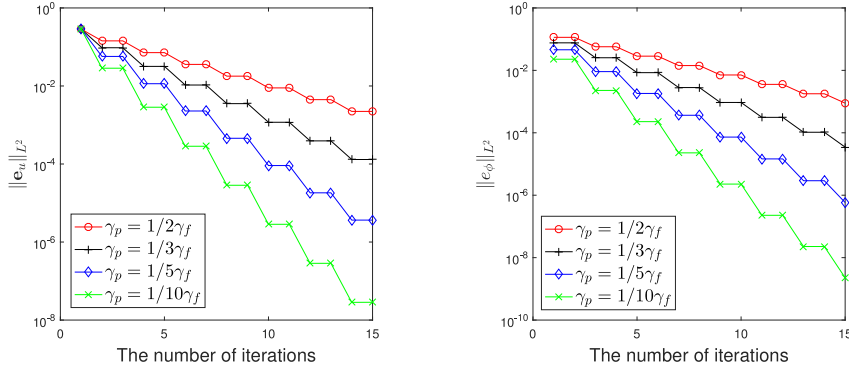 10^0
10^-2
10^-4
10^-6
10^-8
0
5
10
15
||e_u||_{L^2}
The number of iterations
γ_p = 1/2γ_f
γ_p = 1/3γ_f
γ_p = 1/5γ_f
γ_p = 1/10γ_f
10^0
10^-2
10^-4
10^-6
10^-8
10^-10
0
5
10
15
||e_ϕ||_{L^2}
The number of iterations
γ_p = 1/2γ_f
γ_p = 1/3γ_f
γ_p = 1/5γ_f
γ_p = 1/10γ_f